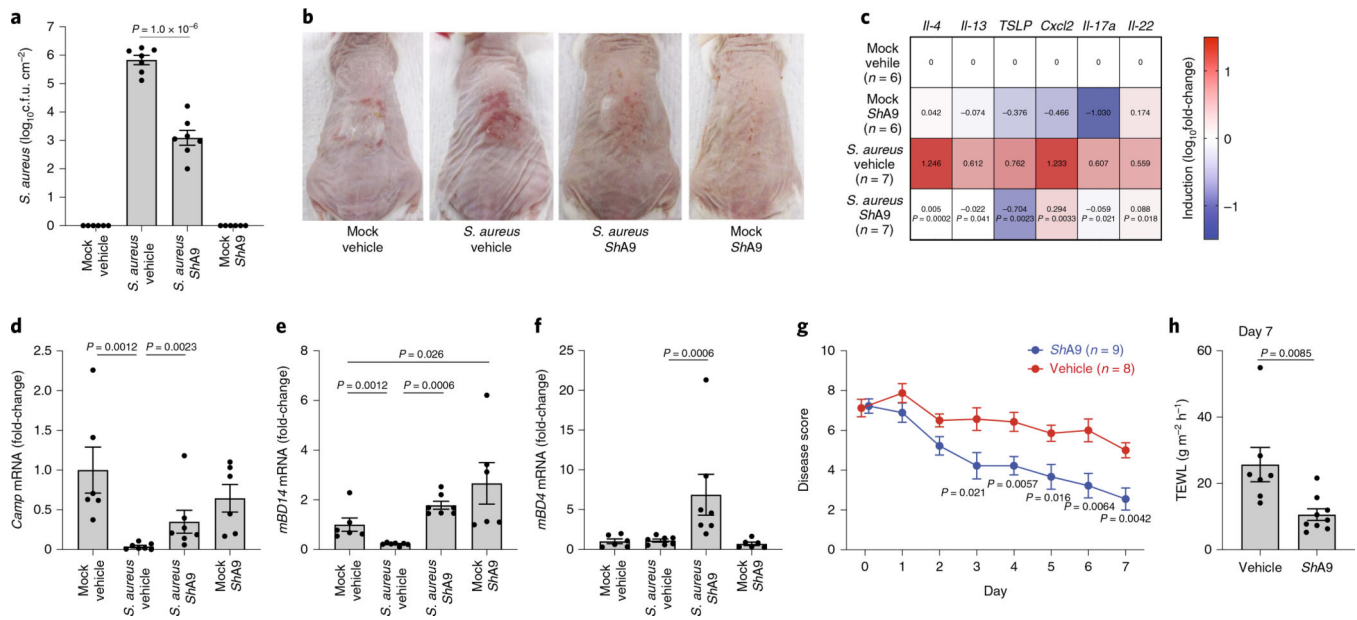 a
S. aureus (log10 c.f.u. cm−2)
7
6
5
4
3
2
1
0
P = 1.0 × 10−6
Mock vehicle
S. aureus vehicle
S. aureus ShA9
Mock ShA9
b
Mock
vehicle
S. aureus
vehicle
S. aureus
ShA9
Mock
ShA9
c
Il-4 Il-13 TSLP Cxcl2 Il-17a Il-22
Mock
vehile
(n = 6)
0 0 0 0 0 0
Mock
ShA9
(n = 6)
0.042 −0.074 −0.376 −0.466 −1.030 0.174
S. aureus
vehicle
(n = 7)
1.246 0.612 0.762 1.233 0.607 0.559
S. aureus
ShA9
(n = 7)
0.005 −0.022 −0.704 0.294 −0.059 0.088
P = 0.0002 P = 0.041 P = 0.0023 P = 0.0033 P = 0.021 P = 0.018
Induction (log10 fold-change)
1
0
−1
d
Camp mRNA (fold-change)
2.5
2.0
1.5
1.0
0.5
0
P = 0.0012 P = 0.0023
Mock
vehicle
S. aureus
vehicle
S. aureus
ShA9
Mock
ShA9
e
mBD14 mRNA (fold-change)
8
6
4
2
0
P = 0.026
P = 0.0012 P = 0.0006
Mock
vehicle
S. aureus
vehicle
S. aureus
ShA9
Mock
ShA9
f
mBD4 mRNA (fold-change)
25
20
15
10
5
0
P = 0.0006
Mock
vehicle
S. aureus
vehicle
S. aureus
ShA9
Mock
ShA9
g
Disease score
10
8
6
4
2
0
ShA9 (n = 9)
Vehicle (n = 8)
P = 0.021
P = 0.0057
P = 0.016
P = 0.0064
P = 0.0042
0 1 2 3 4 5 6 7
Day
h
Day 7
P = 0.0085
TEWL (g m−2 h−1)
60
40
20
0
Vehicle ShA9